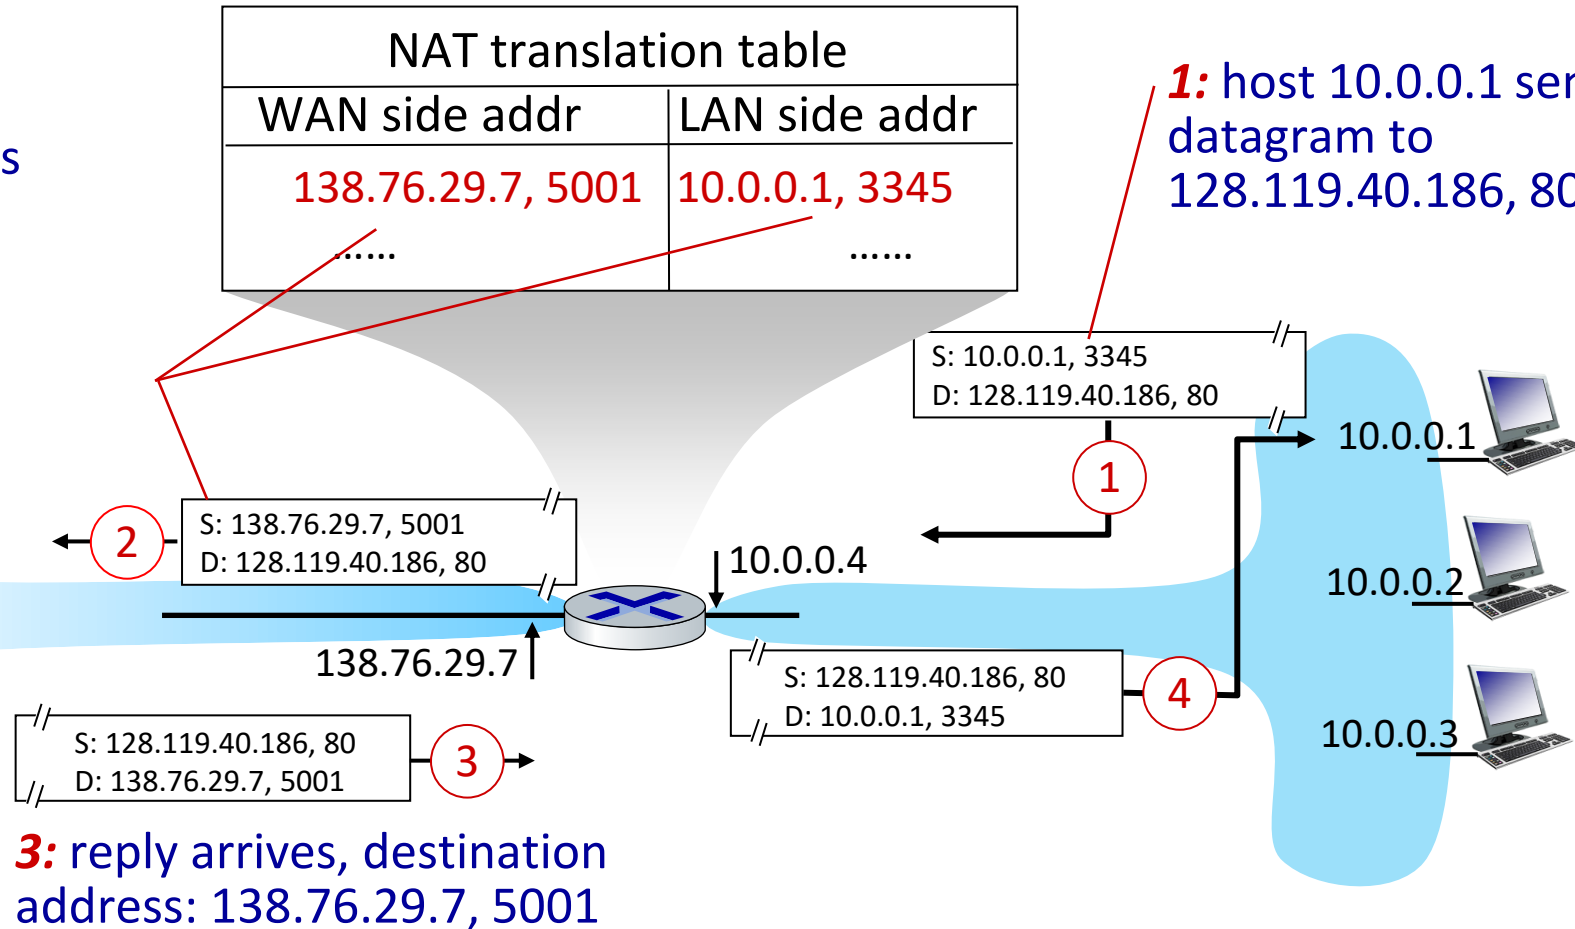 NAT translation table
WAN side addr LAN side addr
138.76.29.7, 5001 10.0.0.1, 3345
...... ......
s
1: host 10.0.0.1 ser
datagram to
128.119.40.186, 80
S: 10.0.0.1, 3345
D: 128.119.40.186, 80
1
10.0.0.1
S: 138.76.29.7, 5001
D: 128.119.40.186, 80
2
10.0.0.4
10.0.0.2
138.76.29.7
S: 128.119.40.186, 80
D: 10.0.0.1, 3345
4
10.0.0.3
S: 128.119.40.186, 80
D: 138.76.29.7, 5001
3
3: reply arrives, destination
address: 138.76.29.7, 5001